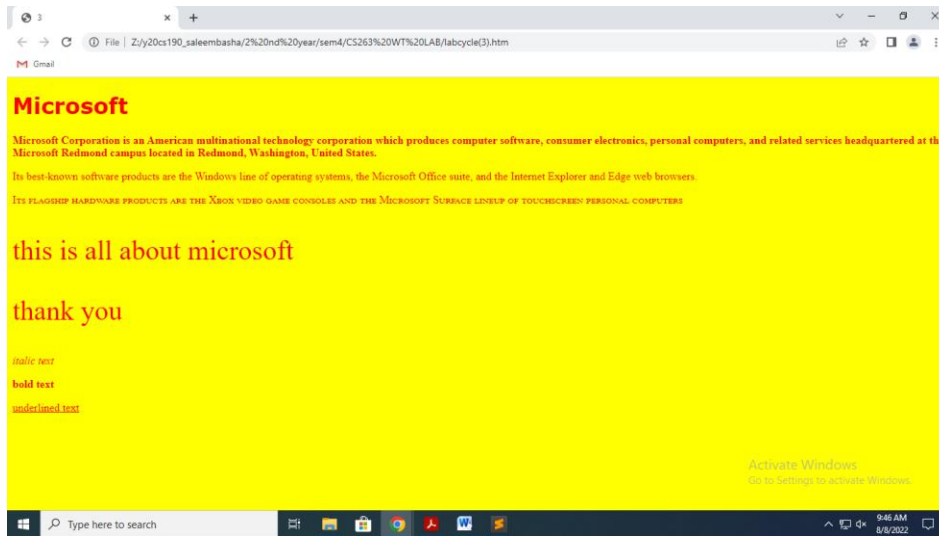 3
File
Z:/y20cs190_saleembasha/2%20nd%20year/sem4/CS263%20WT%20LAB/labcycle(3).htm
Gmail
Microsoft
Microsoft Corporation is an American multinational technology corporation which produces computer software, consumer electronics, personal computers, and related services headquartered at th
Microsoft Redmond campus located in Redmond, Washington, United States.
Its best-known software products are the Windows line of operating systems, the Microsoft Office suite, and the Internet Explorer and Edge web browsers.
Its flagship hardware products are the Xbox video game consoles and the Microsoft Surface lineup of touchscreen personal computers
this is all about microsoft
thank you
italic text
bold text
underlined text
Activate Windows
Go to Settings to activate Windows.
Type here to search
9:46 AM
8/8/2022